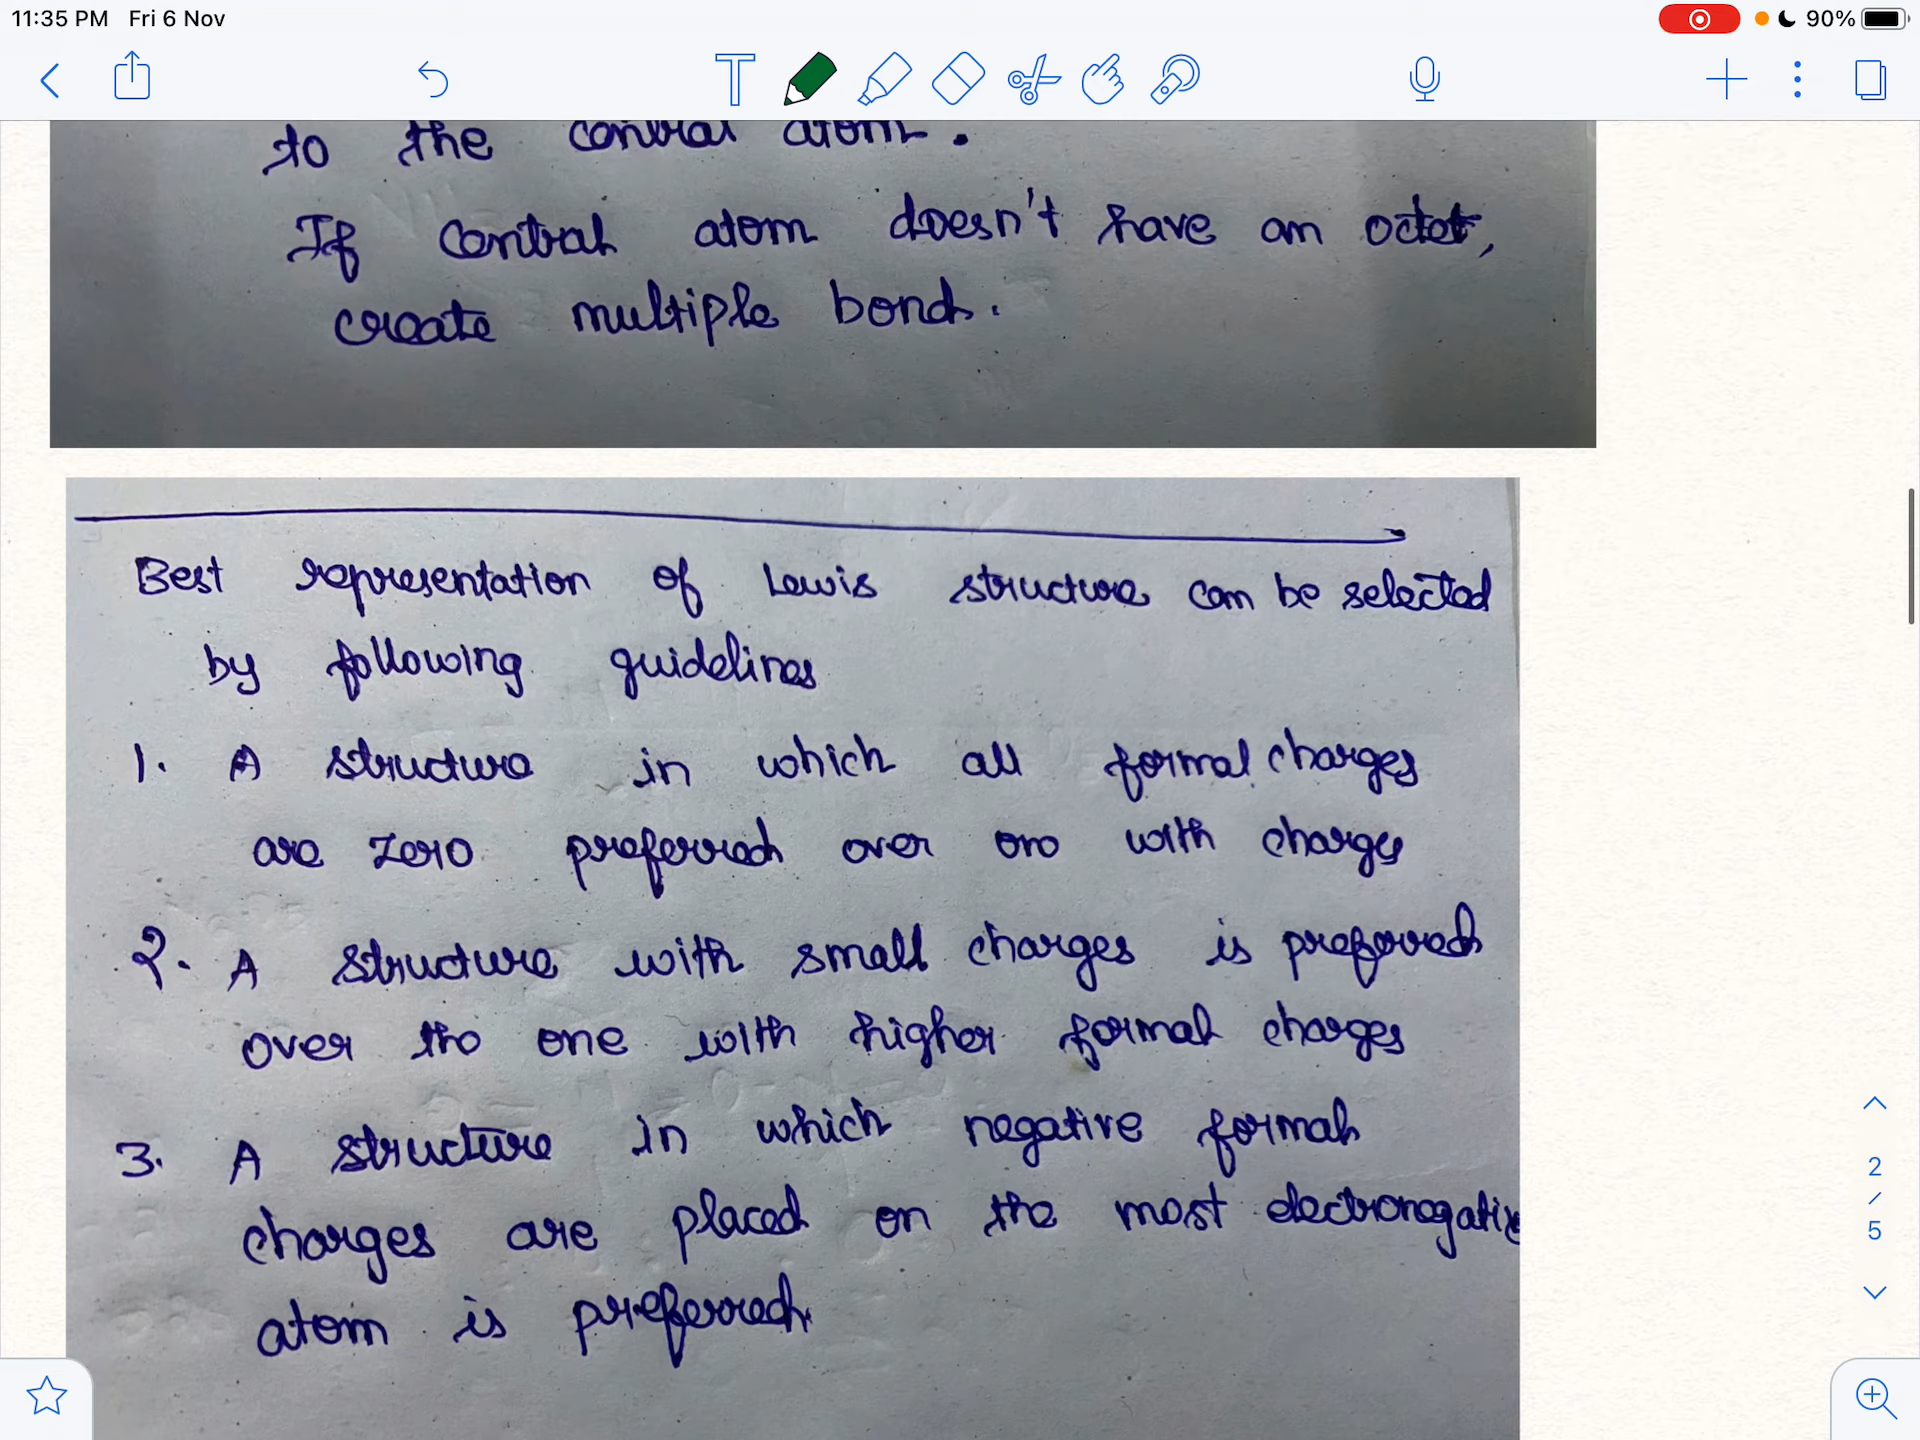 11:35 PM Fri 6 Nov
90%
to the central atom.
If central atom doesn't have an octet,
create multiple bond.
Best representation of Lewis structure can be selected
by following guidelines
1. A structure in which all formal charges
are zero preferred over one with charges
2. A structure with small charges is preferred
over the one with higher formal charges
3. A structure in which negative formal
charges are placed on the most electronegative
atom is preferred
2
/
5